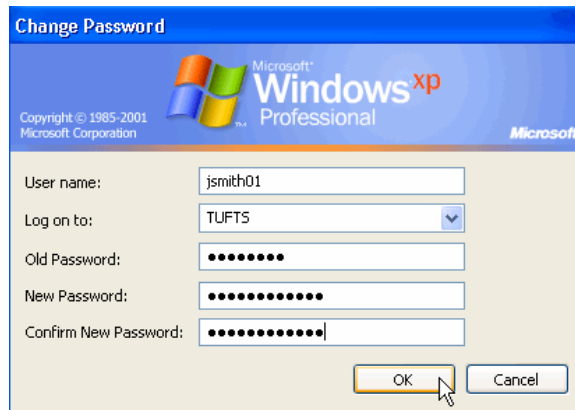 Change Password
Microsoft®
Windows xp
Professional
Copyright © 1985-2001
Microsoft Corporation
Microsoft
User name: jsmith01
Log on to: TUFTS
Old Password: ●●●●●●●●
New Password: ●●●●●●●●●●●●
Confirm New Password: ●●●●●●●●●●●●
OK Cancel